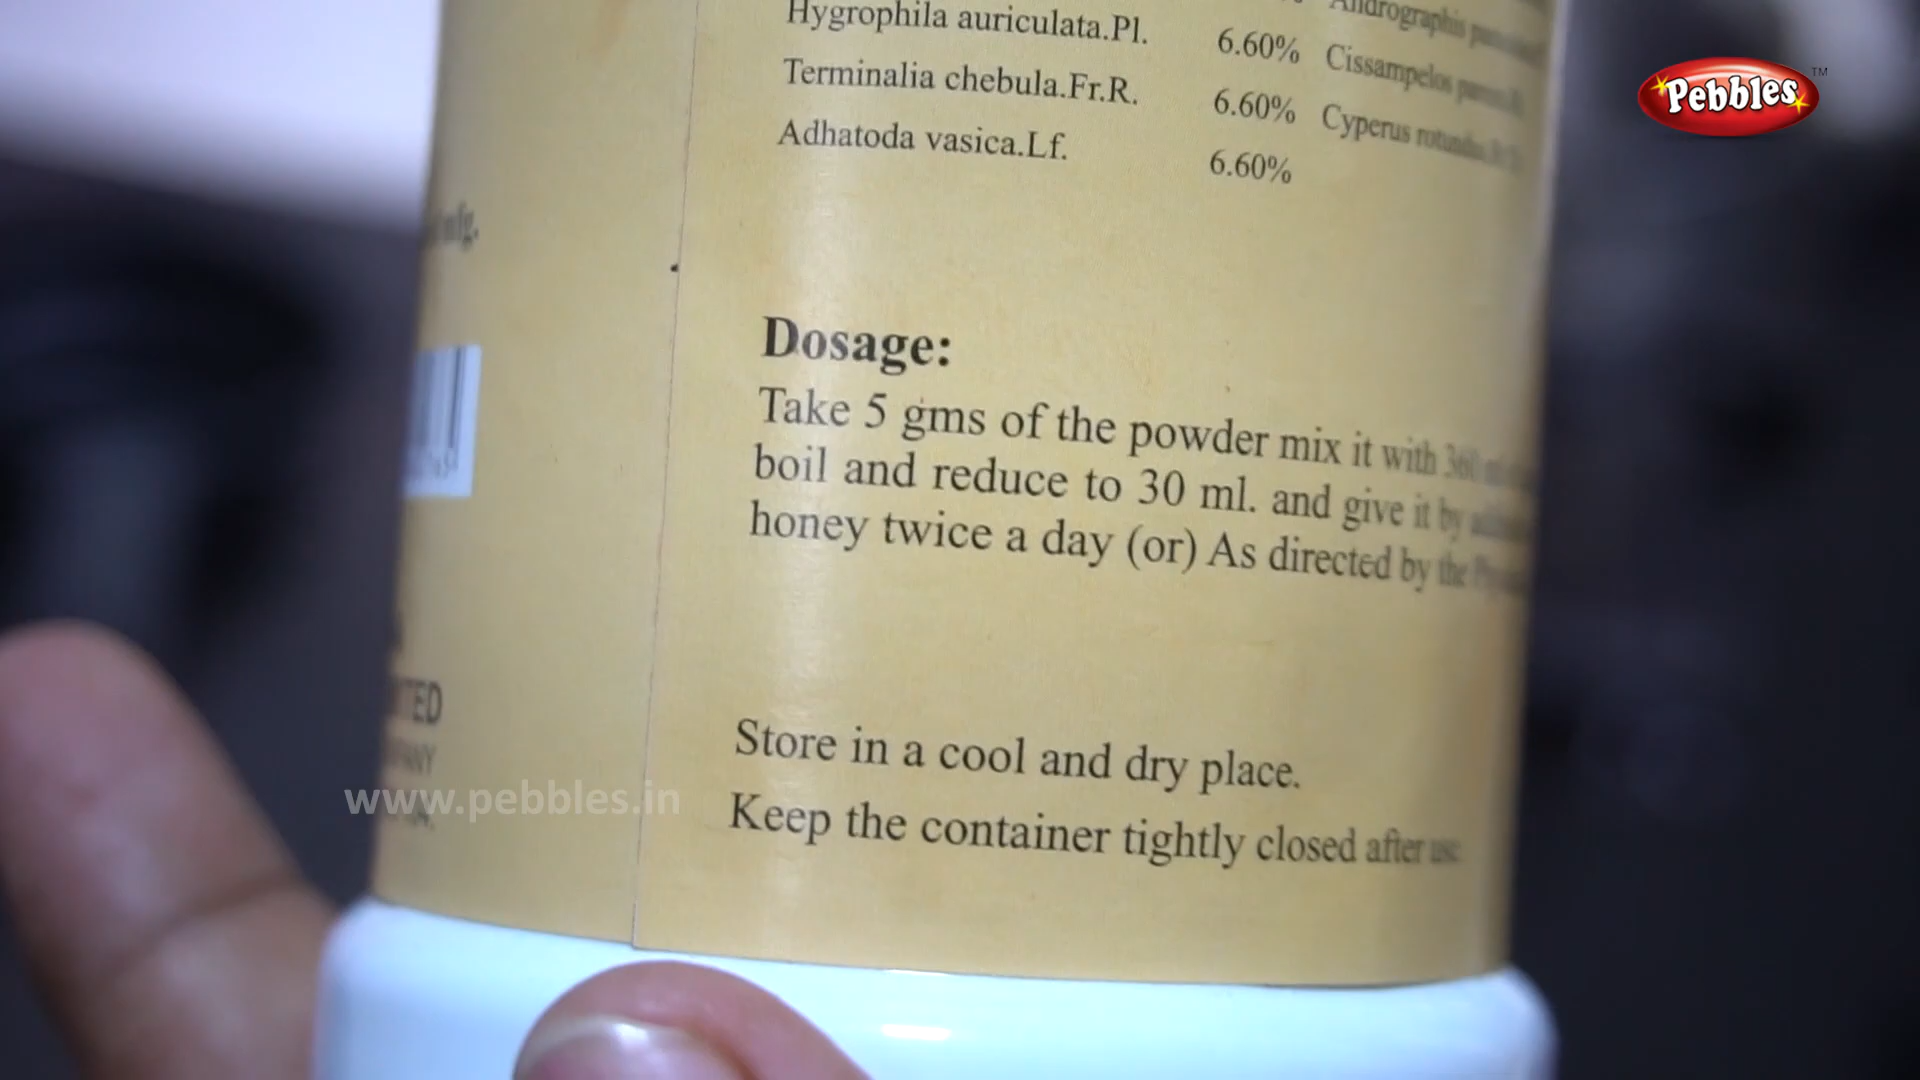 Hygrophila auriculata.Pl. 6.60%
Terminalia chebula.Fr.R. 6.60% Cissampelos
Adhatoda vasica.Lf. 6.60% Cyperus
Pebbles™
mfg.
Dosage:
Take 5 gms of the powder mix it with
boil and reduce to 30 ml. and give it by
honey twice a day (or) As directed by the
Store in a cool and dry place.
Keep the container tightly closed after use
www.pebbles.in